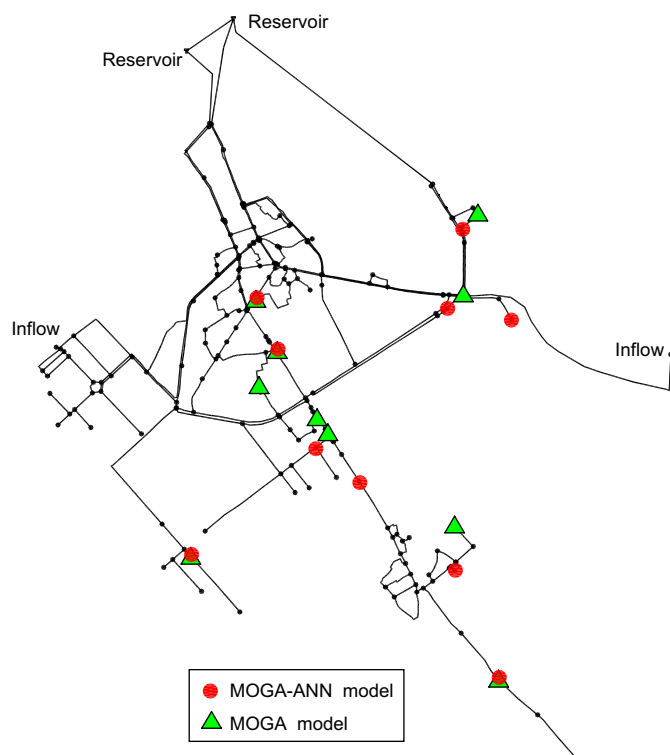 Reservoir
Reservoir
Inflow
Inflow
MOGA-ANN model
MOGA model